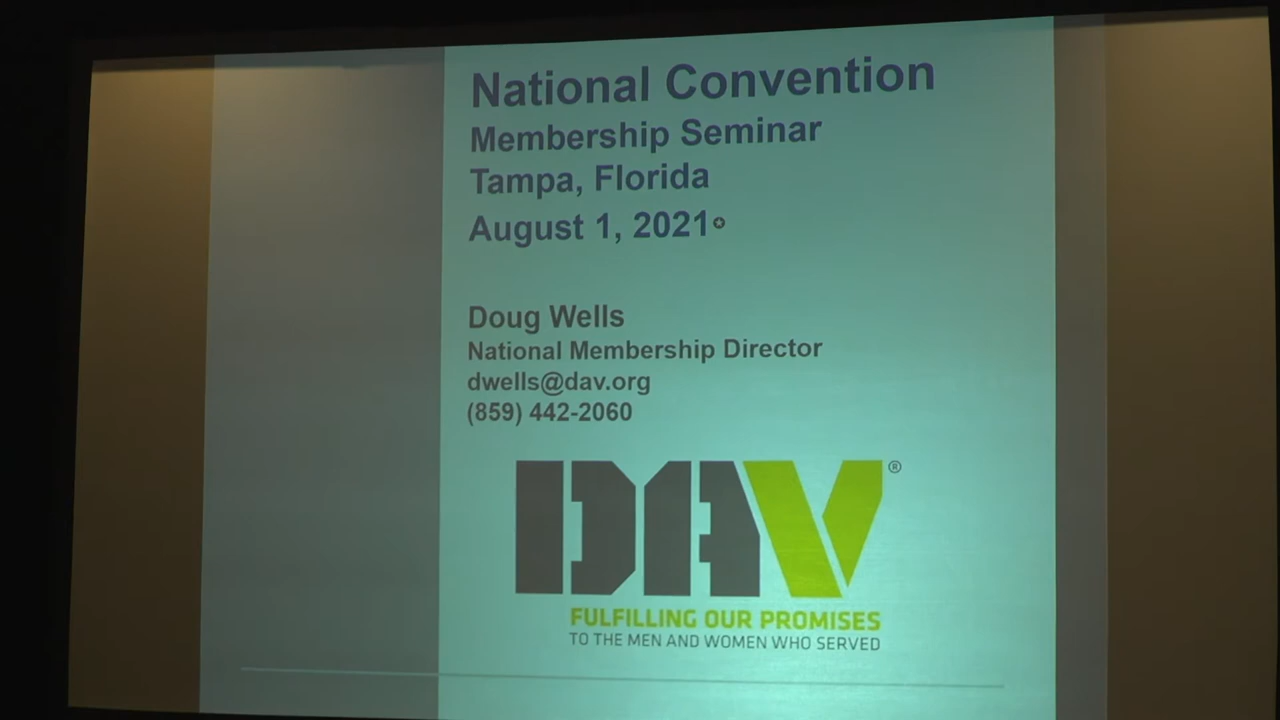 National Convention
Membership Seminar
Tampa, Florida
August 1, 2021
Doug Wells
National Membership Director
dwells@dav.org
(859) 442-2060
DAV®
FULFILLING OUR PROMISES
TO THE MEN AND WOMEN WHO SERVED